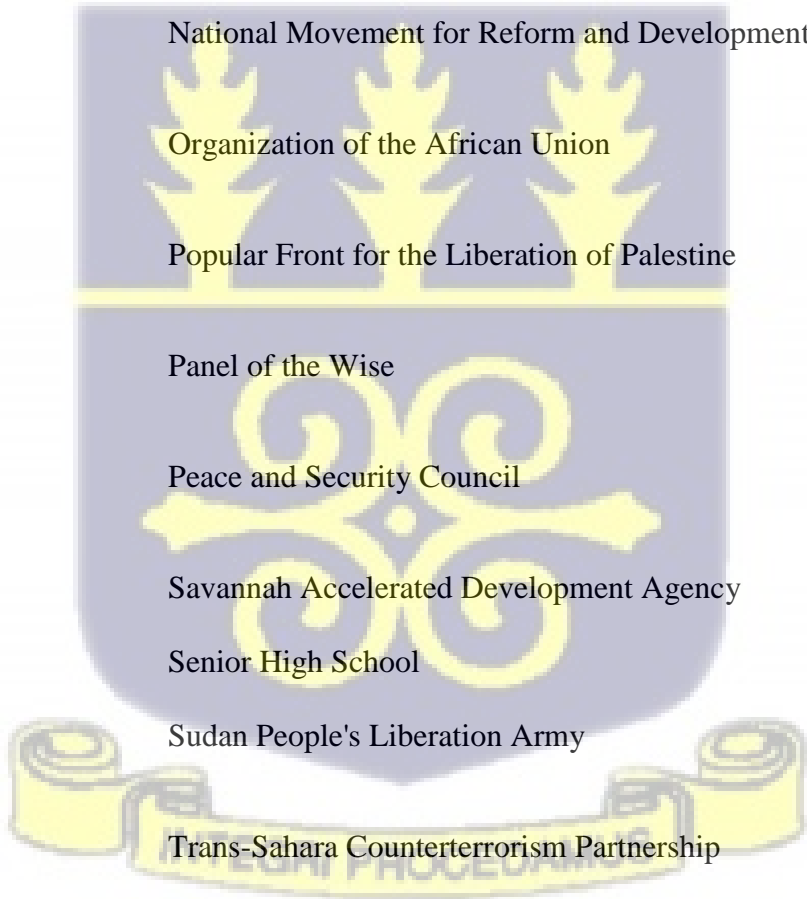 National Movement for Reform and Development
Organization of the African Union
Popular Front for the Liberation of Palestine
Panel of the Wise
Peace and Security Council
Savannah Accelerated Development Agency
Senior High School
Sudan People's Liberation Army
Trans-Sahara Counterterrorism Partnership
INTEGRI PROCEDAMUS